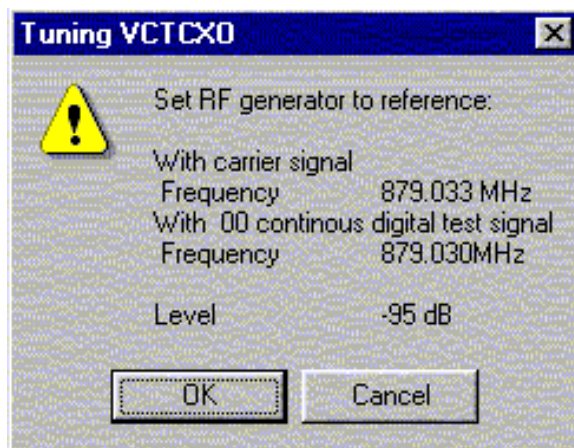 Tuning VCTCXO
Set RF generator to reference:
With carrier signal
Frequency 879.033 MHz
With 00 continous digital test signal
Frequency 879.030MHz
Level -95 dB
OK Cancel